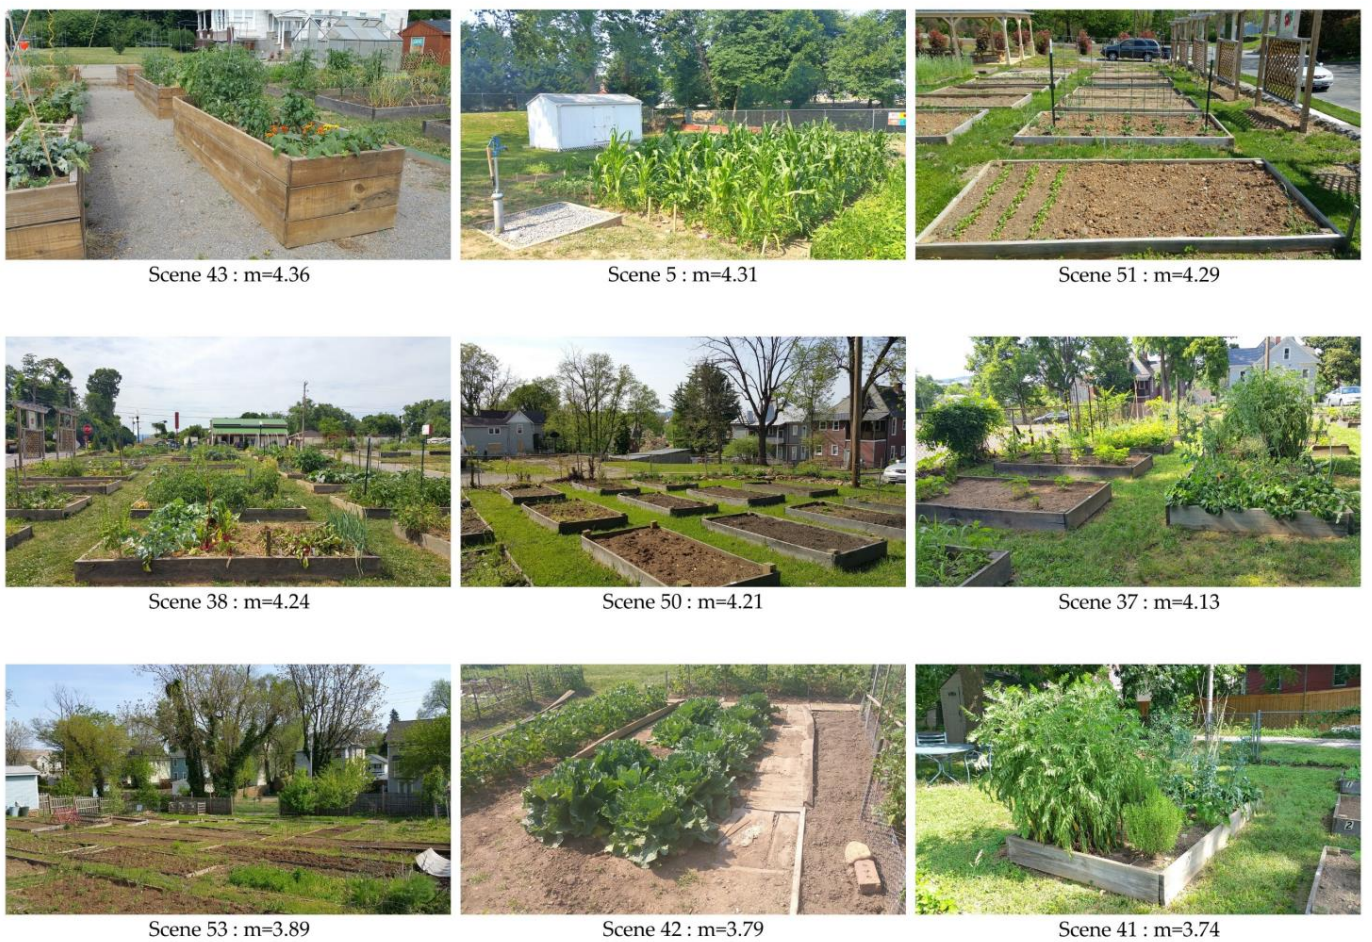 Scene 43 : m=4.36
Scene 5 : m=4.31
Scene 51 : m=4.29
Scene 38 : m=4.24
Scene 50 : m=4.21
Scene 37 : m=4.13
Scene 53 : m=3.89
Scene 42 : m=3.79
2
Scene 41 : m=3.74